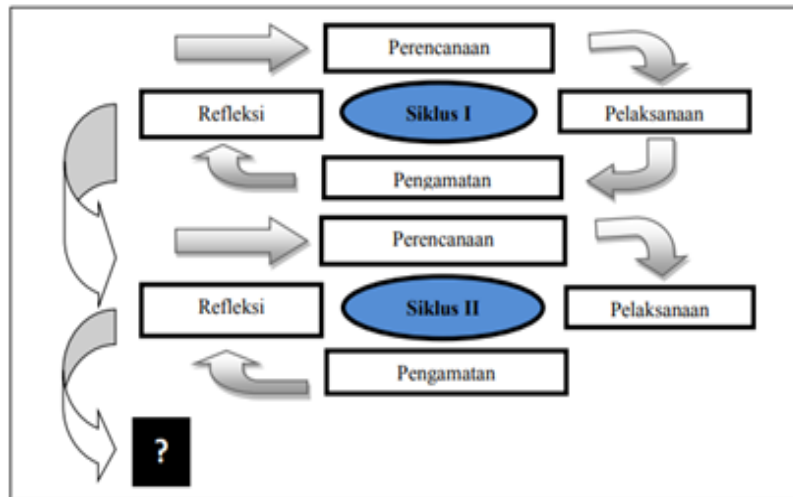 Perencanaan
Refleksi
Siklus I
Pelaksanaan
Pengamatan
Perencanaan
Refleksi
Siklus II
Pelaksanaan
Pengamatan
?